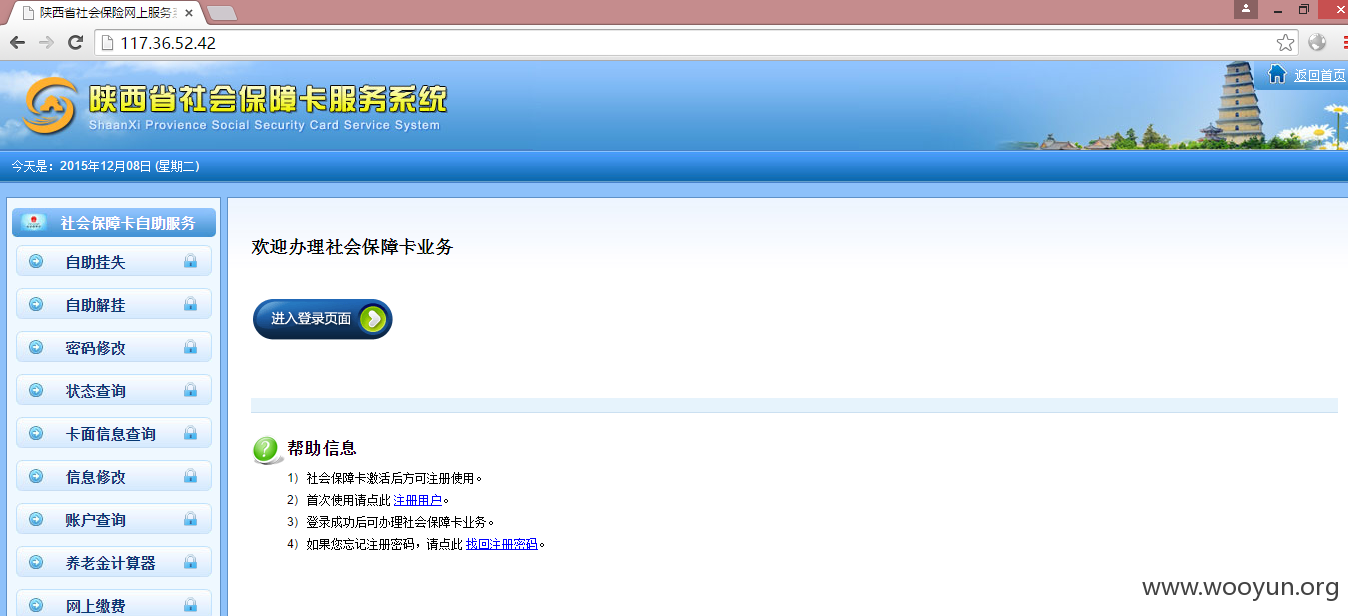 陕西省社会保险网上服务
117.36.52.42
陕西省社会保障卡服务系统
ShaanXi Provience Social Security Card Service System
返回首页
今天是：2015年12月08日 (星期二)
社会保障卡自助服务
自助挂失
自助解挂
密码修改
状态查询
卡面信息查询
信息修改
账户查询
养老金计算器
网上缴费
欢迎办理社会保障卡业务
进入登录页面
帮助信息
1) 社会保障卡激活后方可注册使用。
2) 首次使用请点此 注册用户。
3) 登录成功后可办理社会保障卡业务。
4) 如果您忘记注册密码，请点此 找回注册密码。
www.wooyun.org